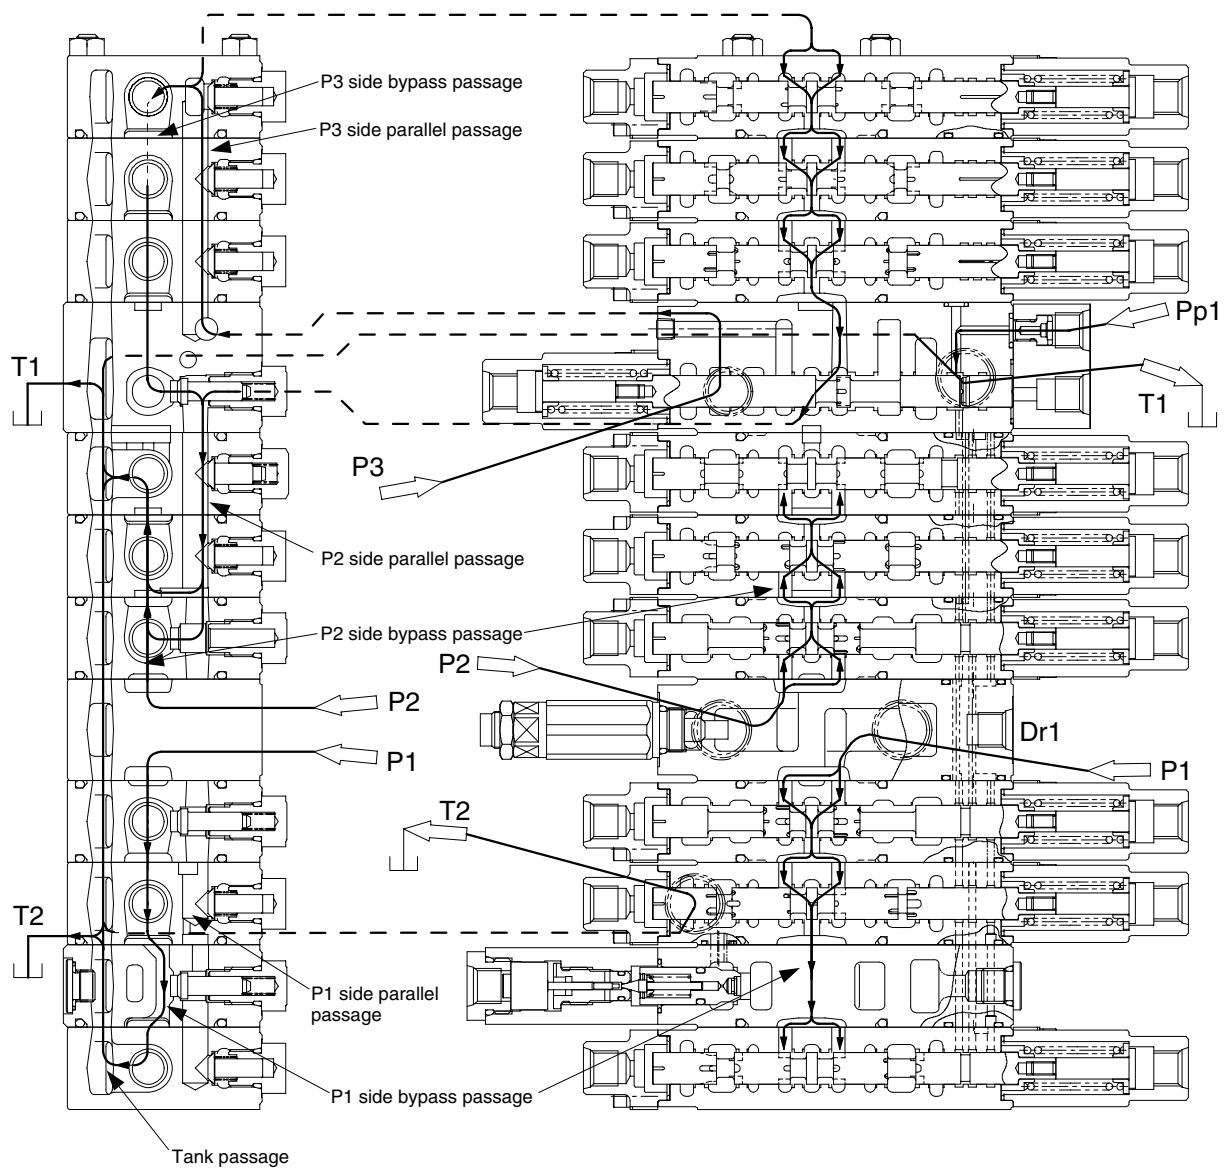 P3 side bypass passage
P3 side parallel passage
Pp1
T1
T1
P3
P2 side parallel passage
P2 side bypass passage
P2
P2
Dr1
P1
P1
T2
T2
P1 side parallel
passage
P1 side bypass passage
Tank passage